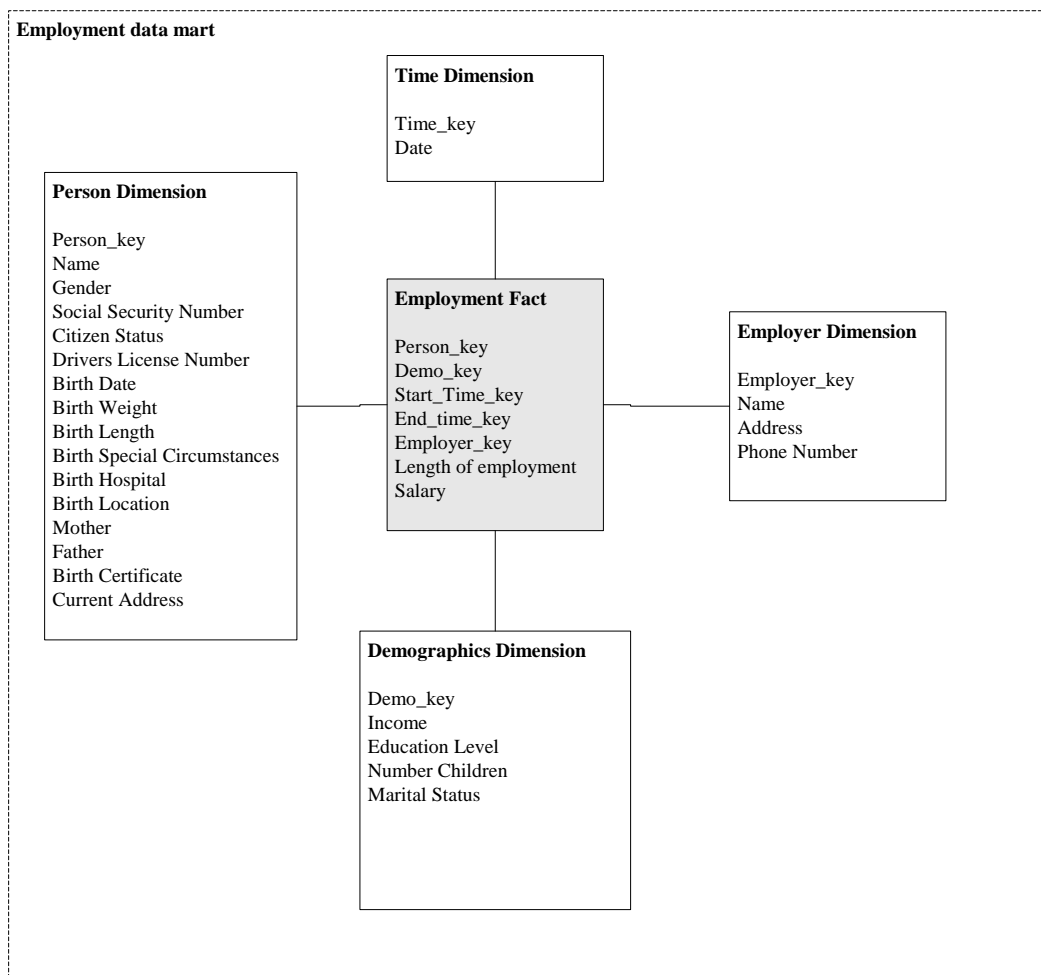 Employment data mart
Time Dimension
Time_key
Date
Person Dimension
Person_key
Name
Gender
Social Security Number
Citizen Status
Drivers License Number
Birth Date
Birth Weight
Birth Length
Birth Special Circumstances
Birth Hospital
Birth Location
Mother
Father
Birth Certificate
Current Address
Employment Fact
Person_key
Demo_key
Start_Time_key
End_time_key
Employer_key
Length of employment
Salary
Employer Dimension
Employer_key
Name
Address
Phone Number
Demographics Dimension
Demo_key
Income
Education Level
Number Children
Marital Status